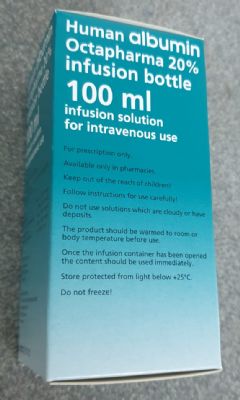 Human albumin
Octapharma 20%
infusion bottle
100 ml
infusion solution
for intravenous use
For prescription only.
Available only in pharmacies.
Keep out of the reach of children!
Follow instructions for use carefully!
Do not use solutions which are cloudy or have
deposits.
The product should be warmed to room or
body temperature before use.
Once the infusion container has been opened
the content should be used immediately.
Store protected from light below +25°C.
Do not freeze!